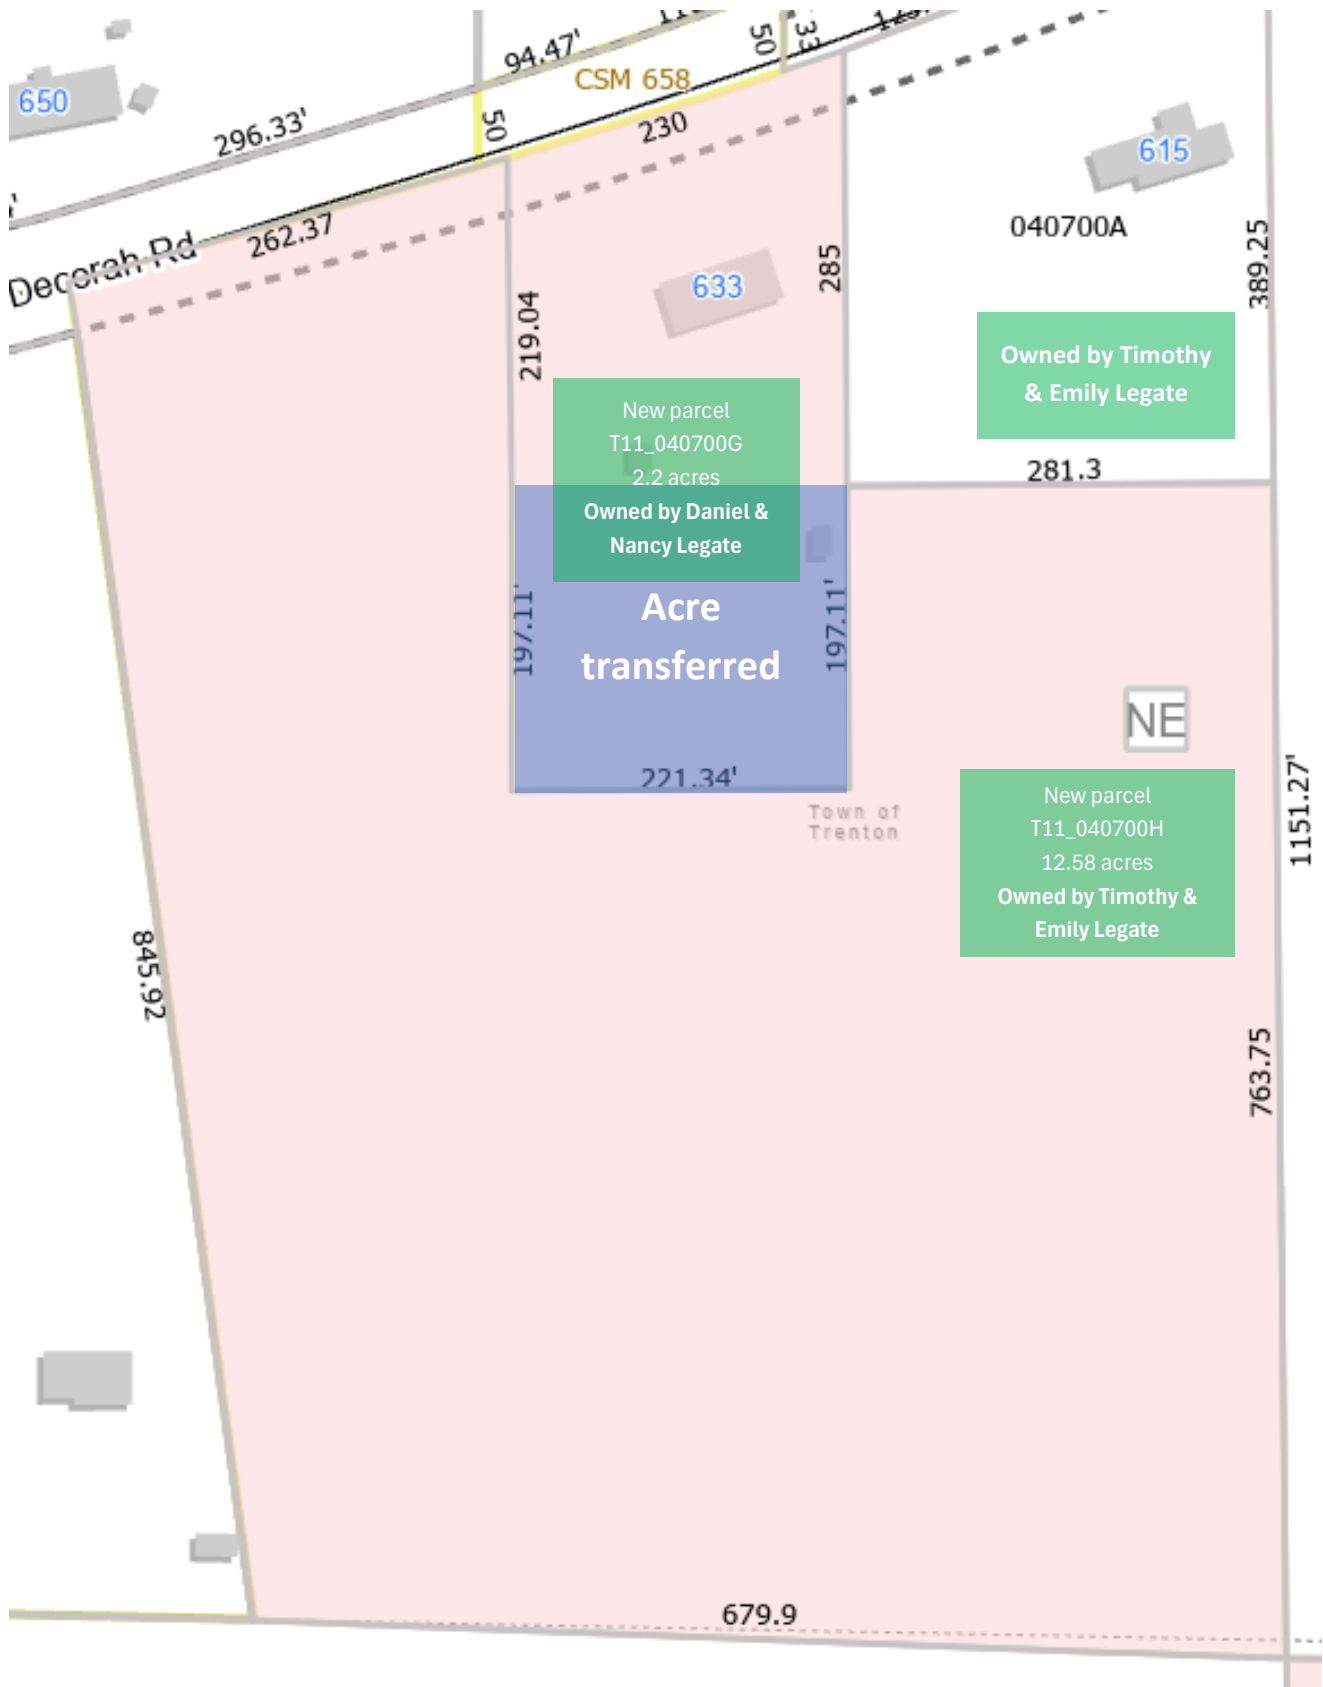 94.47'
50
33
CSM 658
650
296.33'
50
230
615
262.37
Decorah Rd
040700A
285
389.25
633
219.04
Owned by Timothy
& Emily Legate
New parcel
T11_040700G
2.2 acres
Owned by Daniel &
Nancy Legate
281.3
Acre
transferred
197.11'
197.11'
NE
221.34'
Town of
Trenton
New parcel
T11_040700H
12.58 acres
Owned by Timothy &
Emily Legate
1151.27'
845.92
763.75
679.9